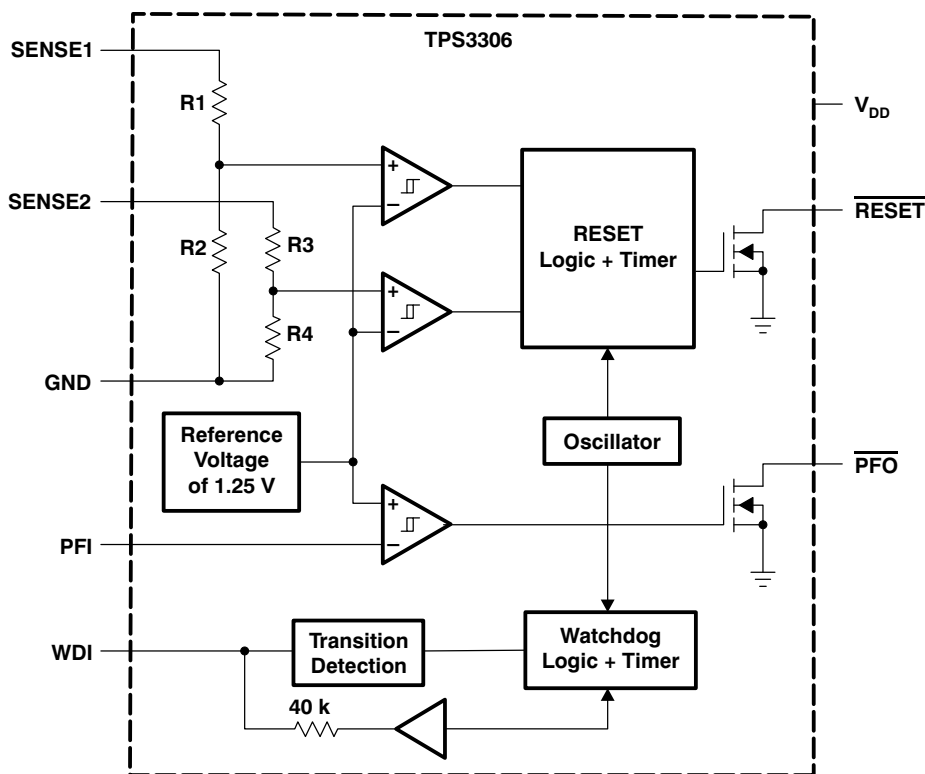 TPS3306
SENSE1
R1
V_DD
+
−
SENSE2
RESET
R2
R3
RESET
Logic + Timer
+
−
R4
GND
Reference
Voltage
of 1.25 V
Oscillator
PFO
+
−
PFI
WDI
Transition
Detection
Watchdog
Logic + Timer
40 k